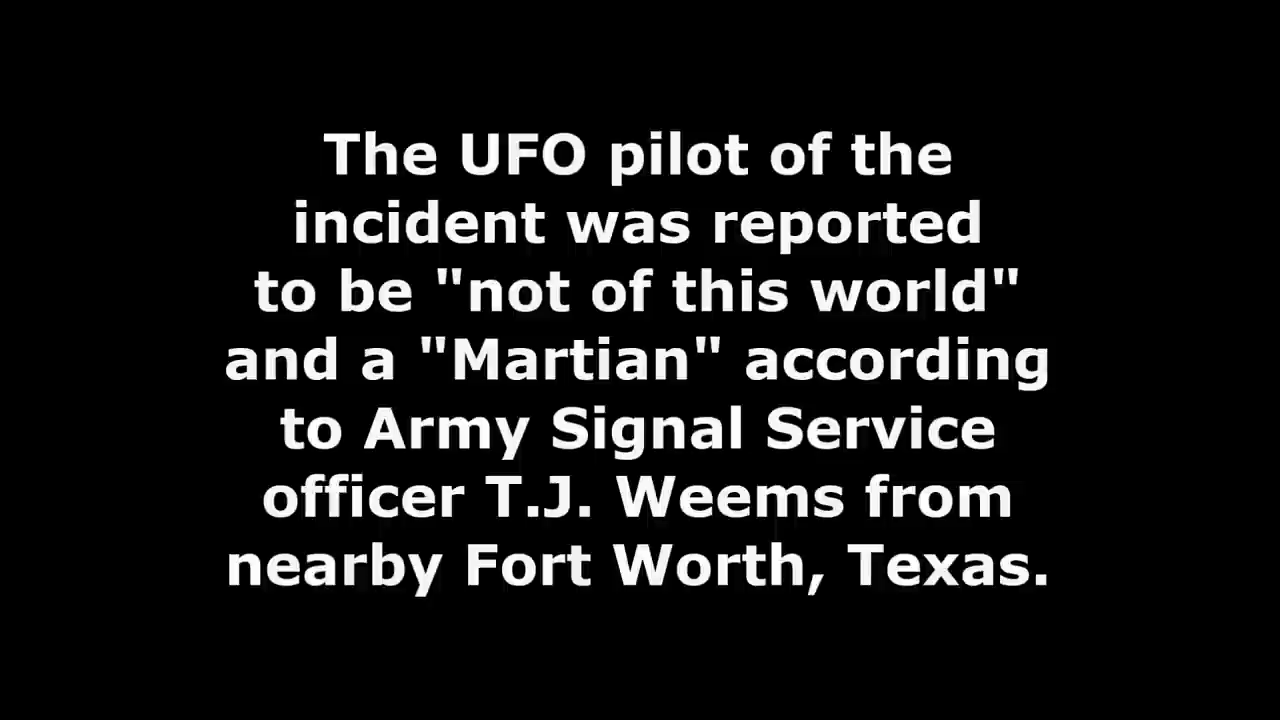 The UFO pilot of the
incident was reported
to be "not of this world"
and a "Martian" according
to Army Signal Service
officer T.J. Weems from
nearby Fort Worth, Texas.